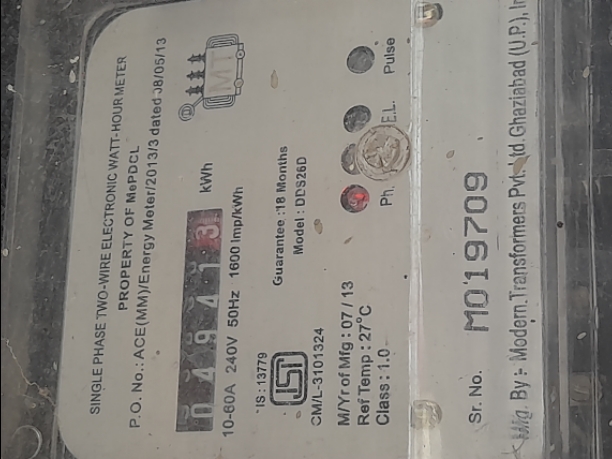 SINGLE PHASE TWO-WIRE ELECTRONIC WATT-HOUR METER
PROPERTY OF MePDCL
P.O. No.: ACE(MM)/Energy Meter/2013/3 dated 08/05/13
MT
049413 kWh
10-60A 240V 50Hz 1600 Imp/kWh
IS : 13779
CM/L-3101324
Guarantee : 18 Months
Model : DDS26D
M/Yr of Mfg : 07 / 13
Ref Temp : 27°C
Class : 1.0
Ph. E.L. Pulse
Sr. No. M019709
Mfg. By :- Modern Transformers Pvt. Ltd. Ghaziabad (U.P.),